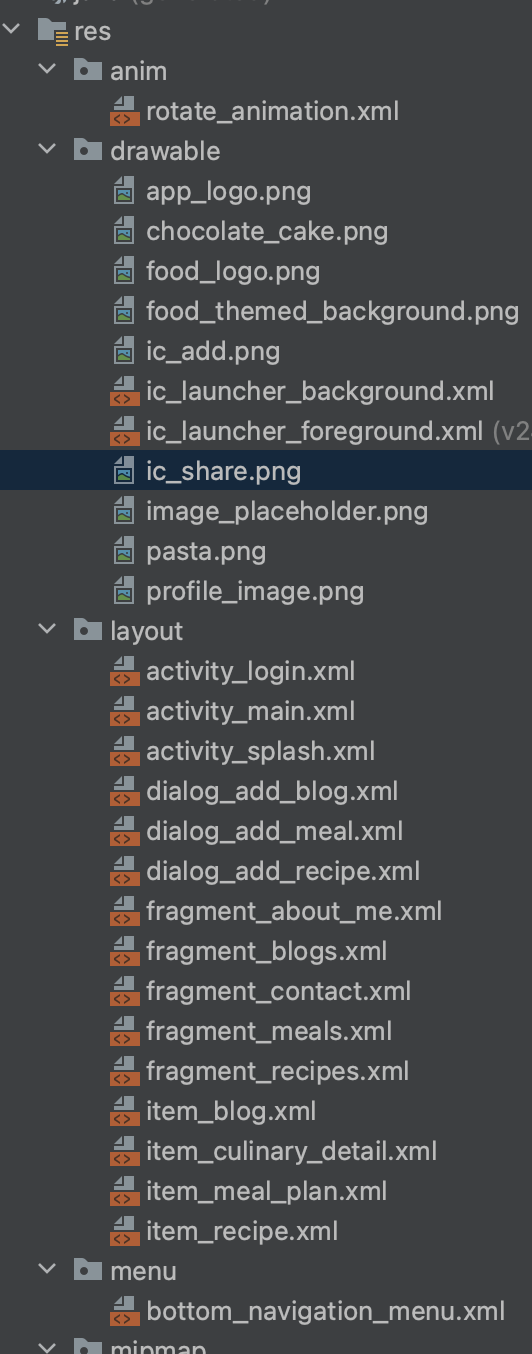 res
anim
rotate_animation.xml
drawable
app_logo.png
chocolate_cake.png
food_logo.png
food_themed_background.png
ic_add.png
ic_launcher_background.xml
ic_launcher_foreground.xml (v2
ic_share.png
image_placeholder.png
pasta.png
profile_image.png
layout
activity_login.xml
activity_main.xml
activity_splash.xml
dialog_add_blog.xml
dialog_add_meal.xml
dialog_add_recipe.xml
fragment_about_me.xml
fragment_blogs.xml
fragment_contact.xml
fragment_meals.xml
fragment_recipes.xml
item_blog.xml
item_culinary_detail.xml
item_meal_plan.xml
item_recipe.xml
menu
bottom_navigation_menu.xml
mipmap